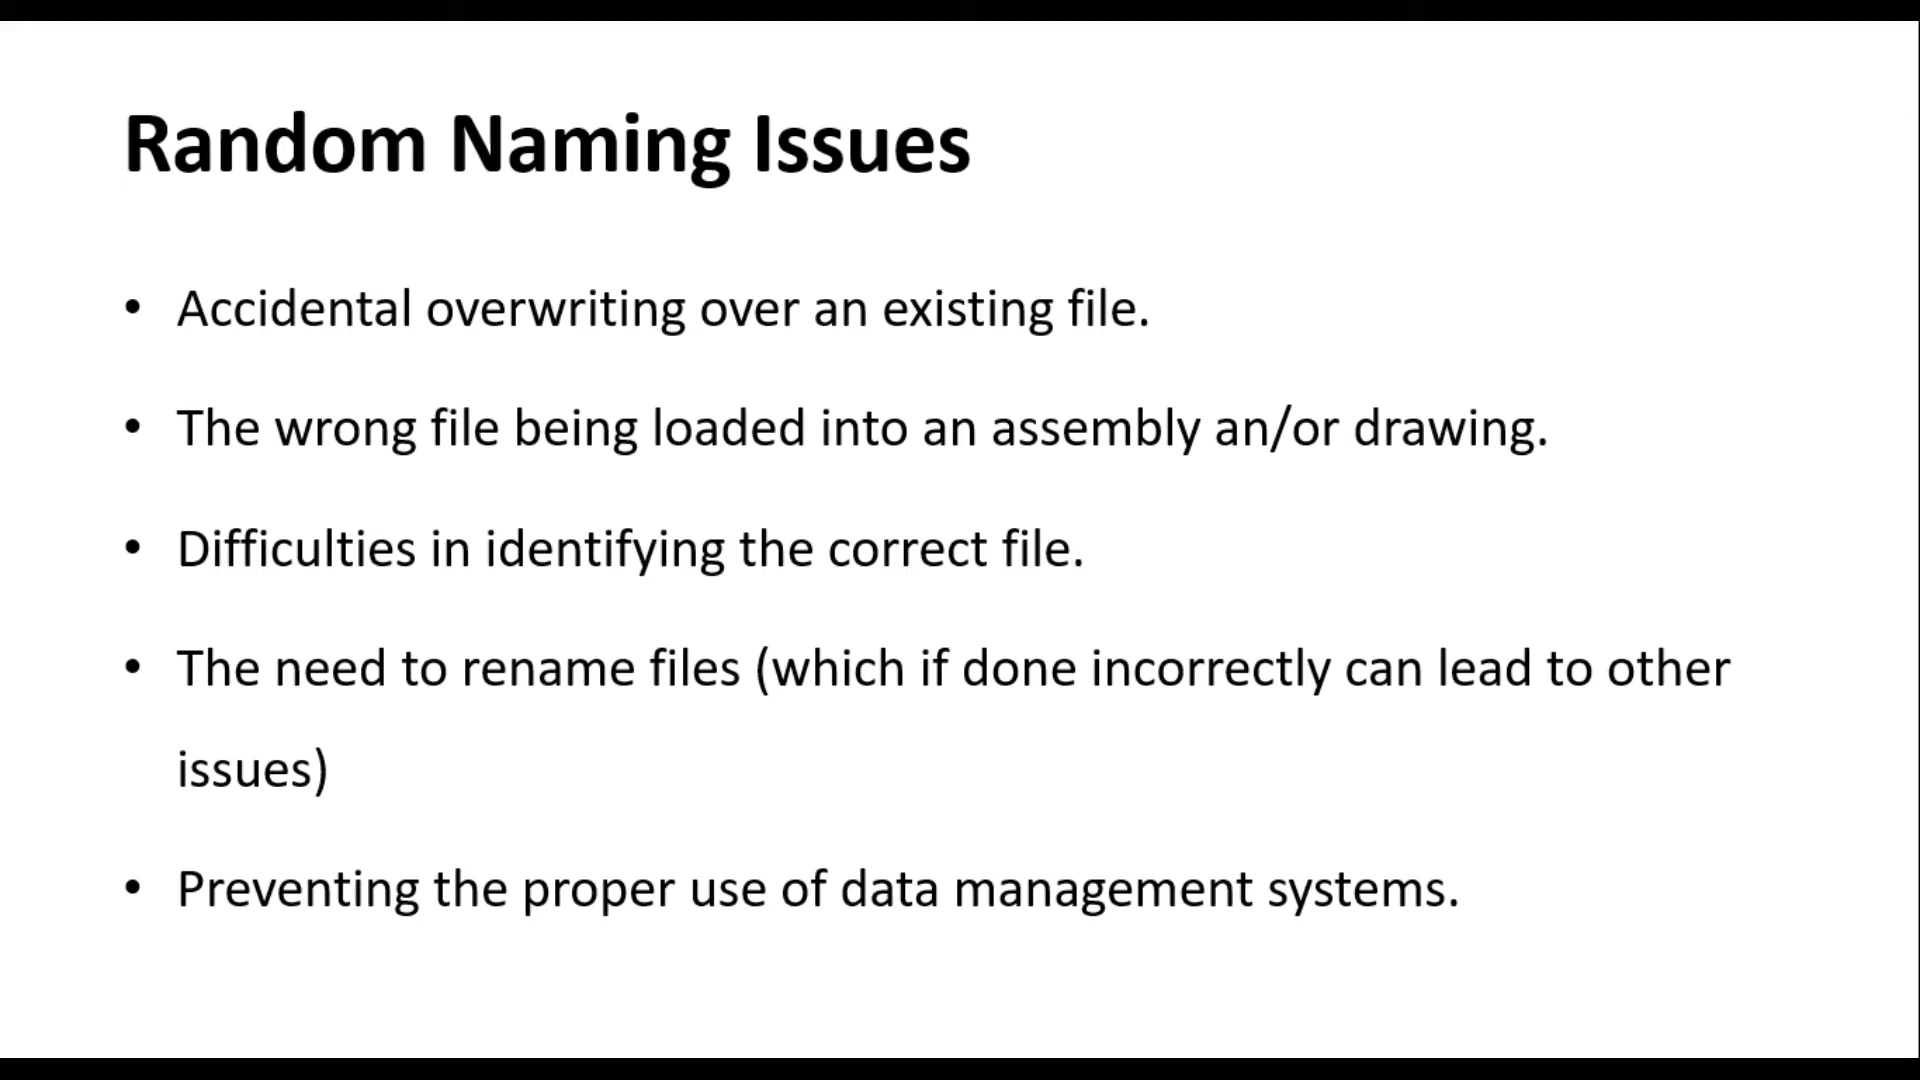 Random Naming Issues
• Accidental overwriting over an existing file.
• The wrong file being loaded into an assembly an/or drawing.
• Difficulties in identifying the correct file.
• The need to rename files (which if done incorrectly can lead to other
issues)
• Preventing the proper use of data management systems.